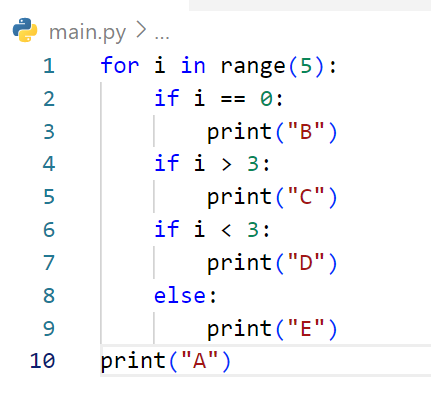 main.py > ...
1 for i in range(5):
2     if i == 0:
3         print("B")
4     if i > 3:
5         print("C")
6     if i < 3:
7         print("D")
8     else:
9         print("E")
10 print("A")